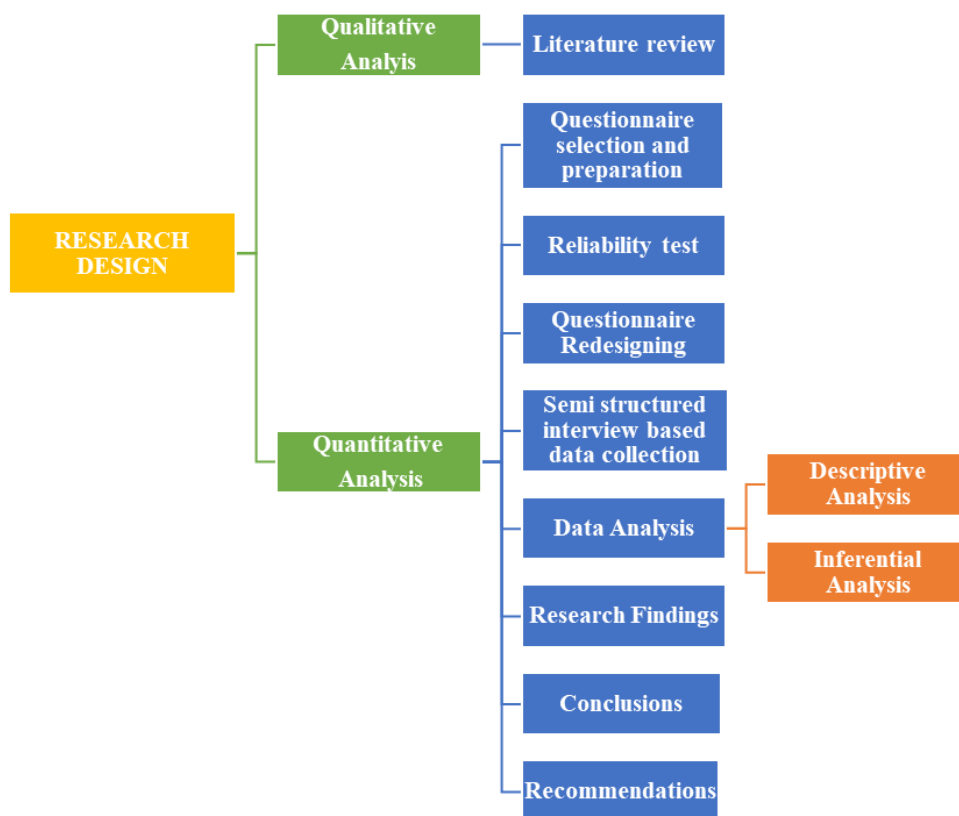 Qualitative
Analyis
Literature review
Questionnaire
selection and
preparation
RESEARCH
DESIGN
Reliability test
Questionnaire
Redesigning
Semi structured
interview based
data collection
Quantitative
Analysis
Descriptive
Analysis
Data Analysis
Inferential
Analysis
Research Findings
Conclusions
Recommendations